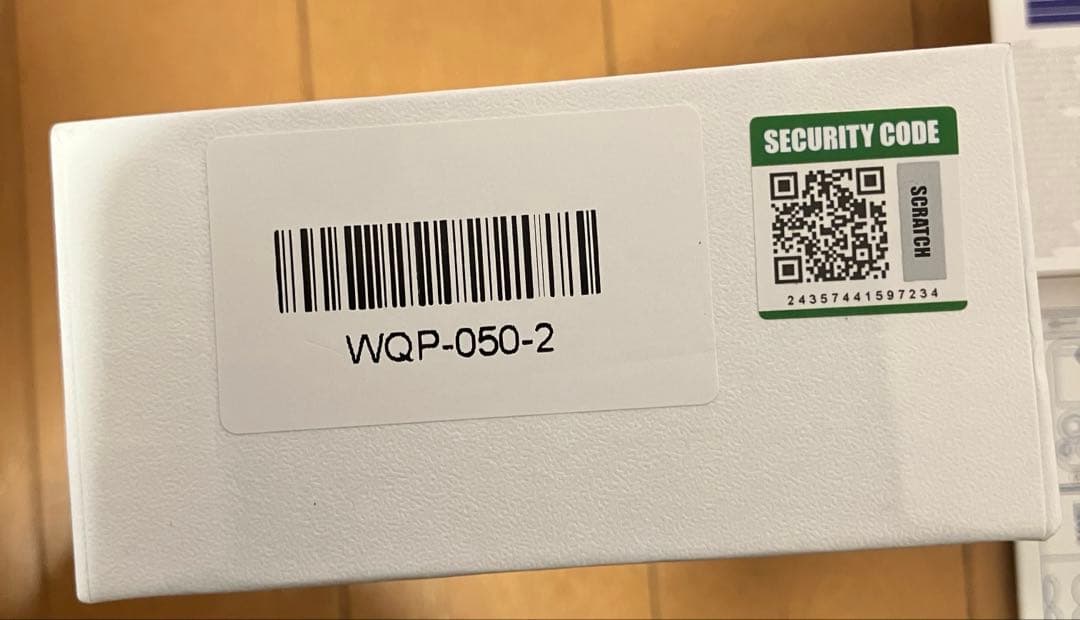 WQP-050-2
SECURITY CODE
SCRATCH
24357441597234